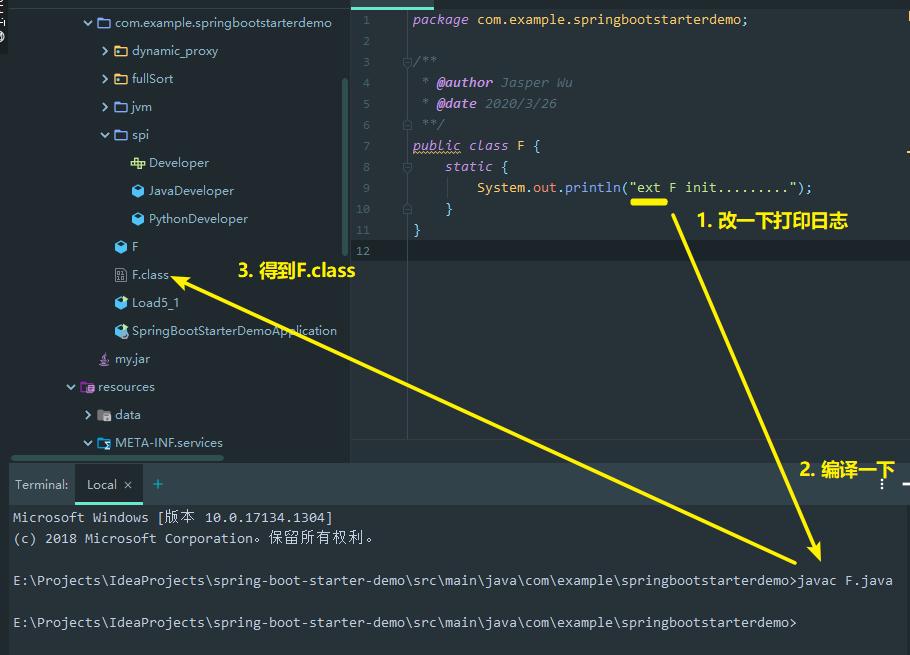 com.example.springbootstarterdemo
dynamic_proxy
fullSort
jvm
spi
Developer
JavaDeveloper
PythonDeveloper
F
F.class
Load5_1
SpringBootStarterDemoApplication
my.jar
resources
data
META-INF.services
1 package com.example.springbootstarterdemo;
2
3 /**
4 * @author Jasper Wu
5 * @date 2020/3/26
6 **/
7 public class F {
8 static {
9 System.out.println("ext F init.........");
10 }
11 }
12
1. 改一下打印日志
3. 得到F.class
2. 编译一下
Terminal: Local × +
Microsoft Windows [版本 10.0.17134.1304]
(c) 2018 Microsoft Corporation。保留所有权利。
E:\Projects\IdeaProjects\spring-boot-starter-demo\src\main\java\com\example\springbootstarterdemo>javac F.java
E:\Projects\IdeaProjects\spring-boot-starter-demo\src\main\java\com\example\springbootstarterdemo>